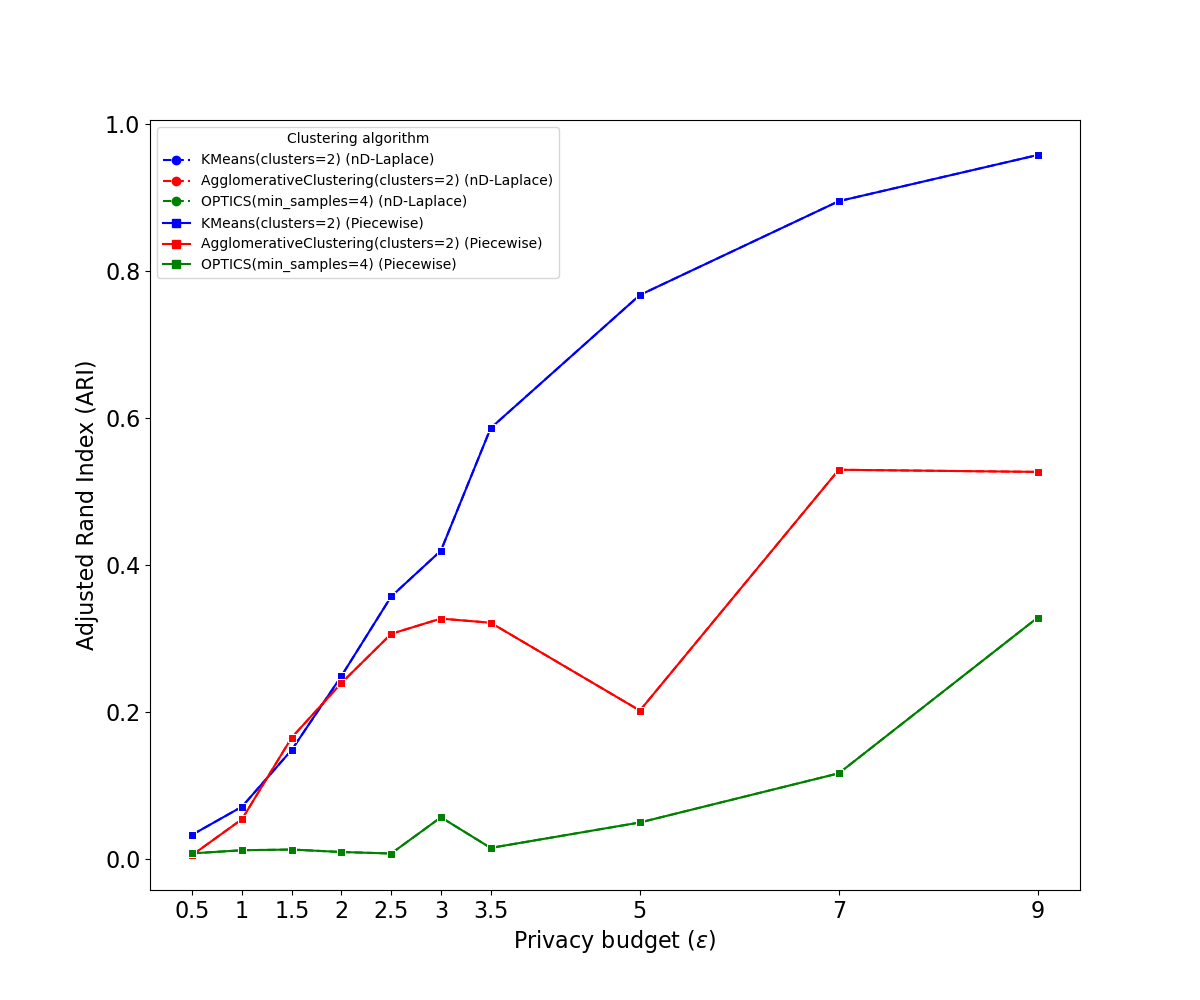 Clustering algorithm
KMeans(clusters=2) (nD-Laplace)
AgglomerativeClustering(clusters=2) (nD-Laplace)
OPTICS(min_samples=4) (nD-Laplace)
KMeans(clusters=2) (Piecewise)
AgglomerativeClustering(clusters=2) (Piecewise)
OPTICS(min_samples=4) (Piecewise)
Adjusted Rand Index (ARI)
1.0
0.8
0.6
0.4
0.2
0.0
0.5 1 1.5 2 2.5 3 3.5 5 7 9
Privacy budget (ε)